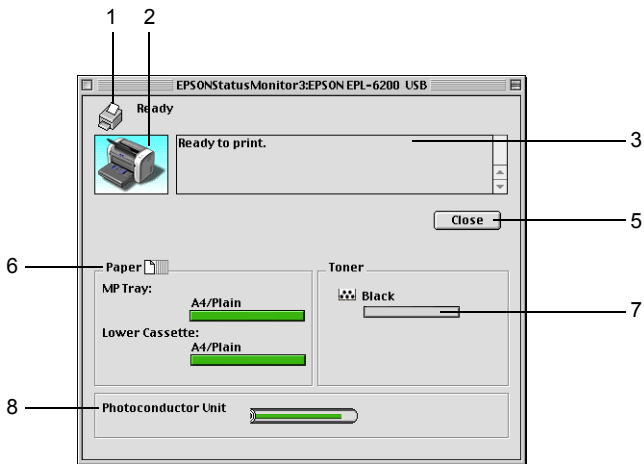 1 2
EPSONStatusMonitor3:EPSON EPL-6200 USB
Ready
Ready to print.
3
Close
5
6
Paper
Toner
MP Tray:
A4/Plain
Black
7
Lower Cassette:
A4/Plain
8
Photoconductor Unit